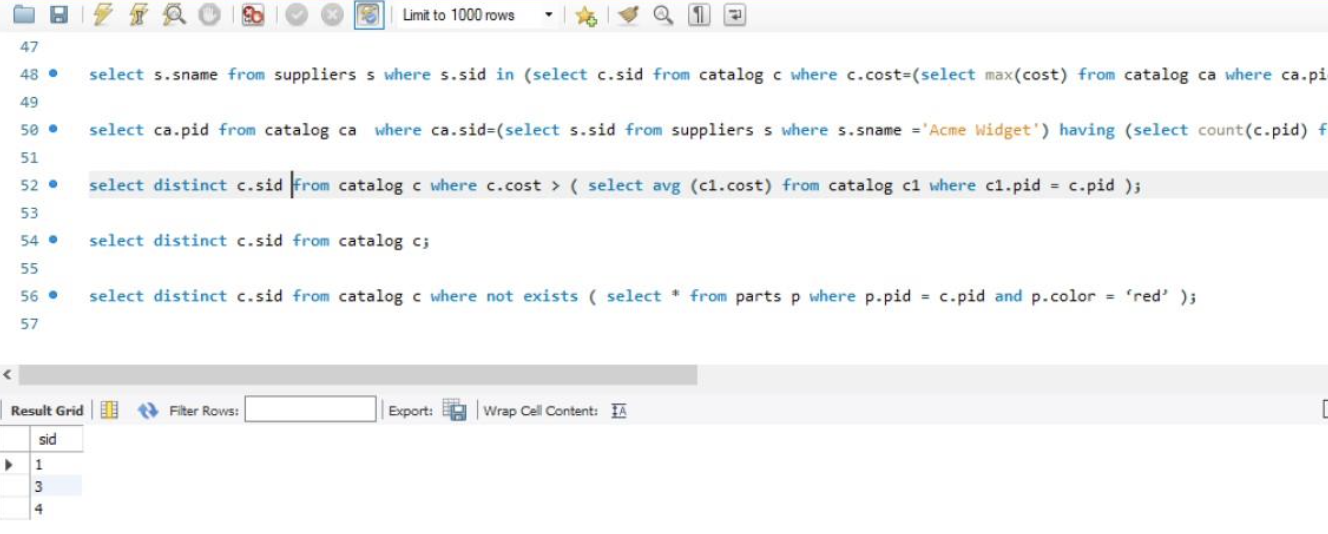 Limit to 1000 rows
47
48 select s.sname from suppliers s where s.sid in (select c.sid from catalog c where c.cost=(select max(cost) from catalog ca where ca.pi
49
50 select ca.pid from catalog ca  where ca.sid=(select s.sid from suppliers s where s.sname ='Acme Widget') having (select count(c.pid) f
51
52 select distinct c.sid from catalog c where c.cost > ( select avg (c1.cost) from catalog c1 where c1.pid = c.pid );
53
54 select distinct c.sid from catalog c;
55
56 select distinct c.sid from catalog c where not exists ( select * from parts p where p.pid = c.pid and p.color = ‘red’ );
57
Result Grid Filter Rows: Export: Wrap Cell Content: IA
sid
1
3
4